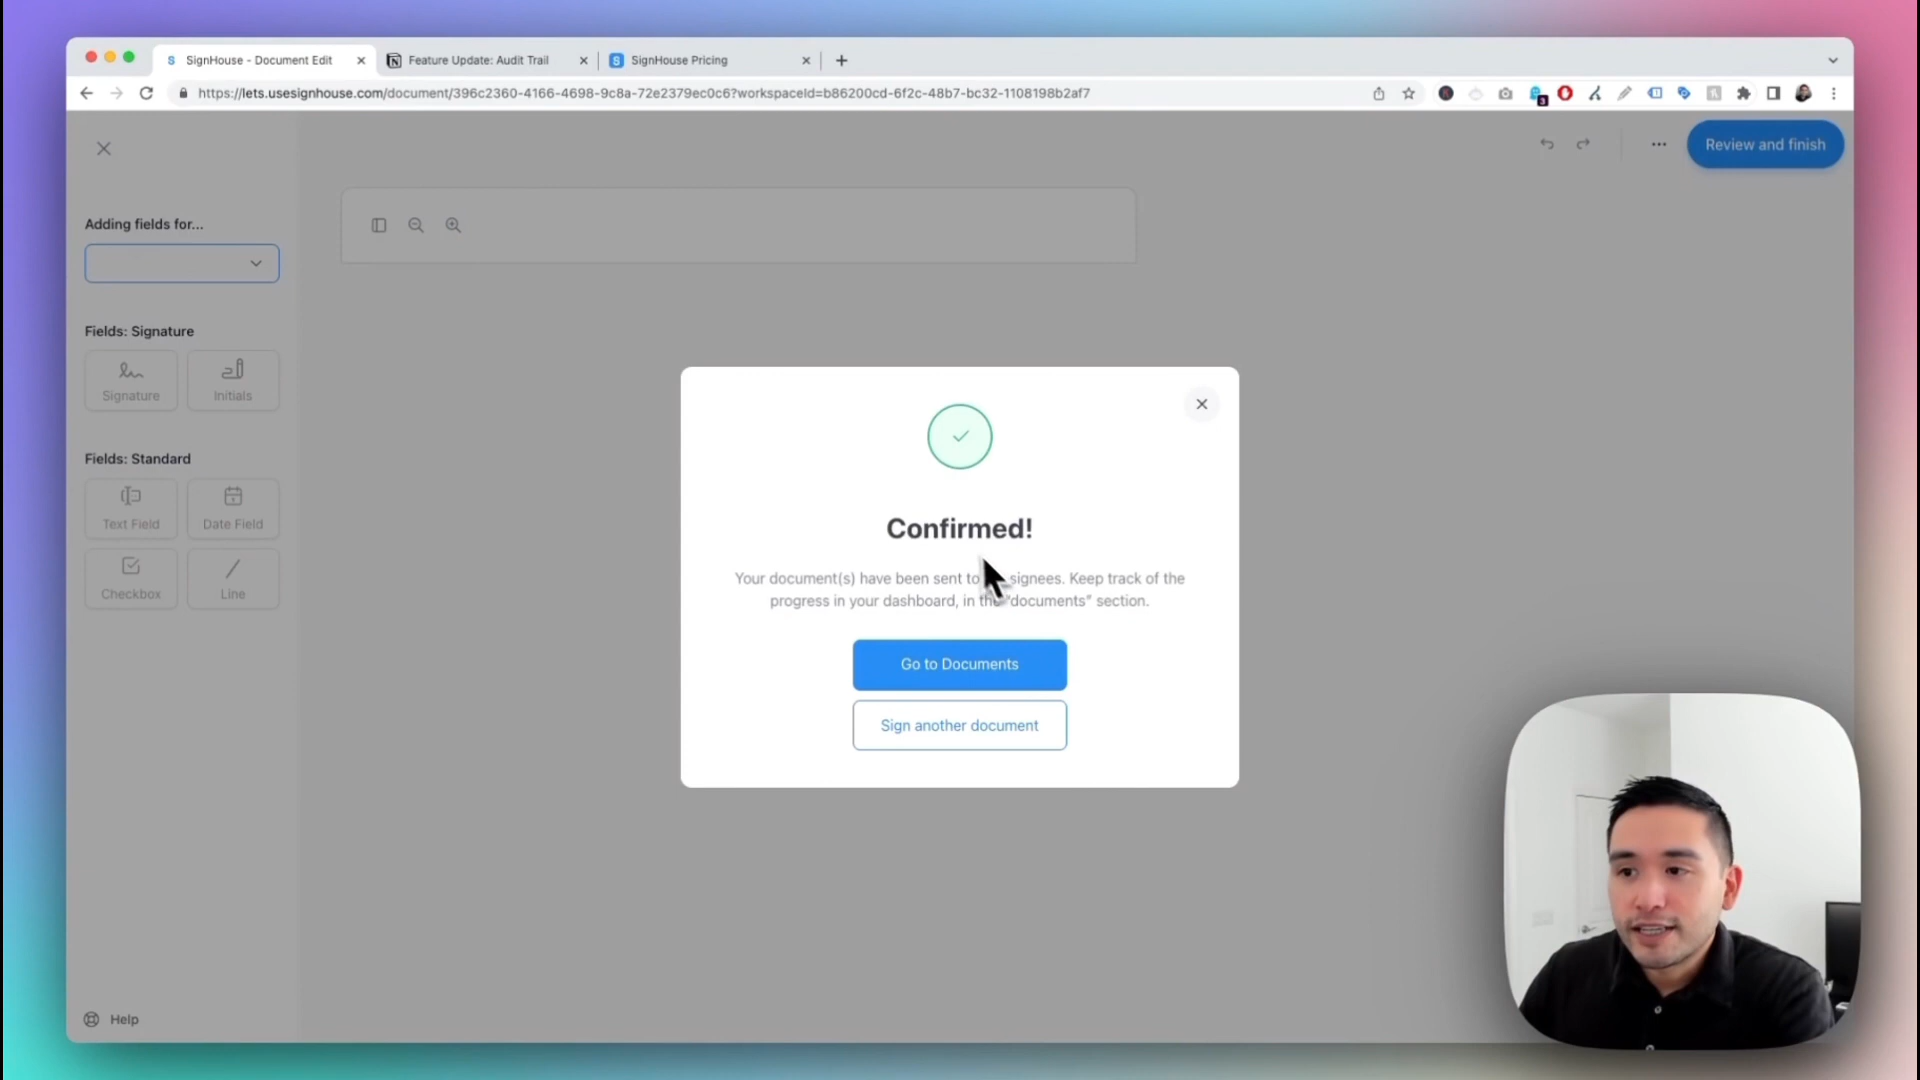 SignHouse - Document Edit
Feature Update: Audit Trail
S SignHouse Pricing
https://lets.usesignhouse.com/document/396c2360-4166-4698-9c8a-72e2379ec0c6?workspaceId=b86200cd-6f2c-48b7-bc32-1108198b2af7
3
Review and finish
Adding fields for...
Fields: Signature
Signature
Initials
Fields: Standard
Text Field
Date Field
Checkbox
Line
Confirmed!
Your document(s) have been sent to signees. Keep track of the
progress in your dashboard, in the "documents" section.
Go to Documents
Sign another document
Help